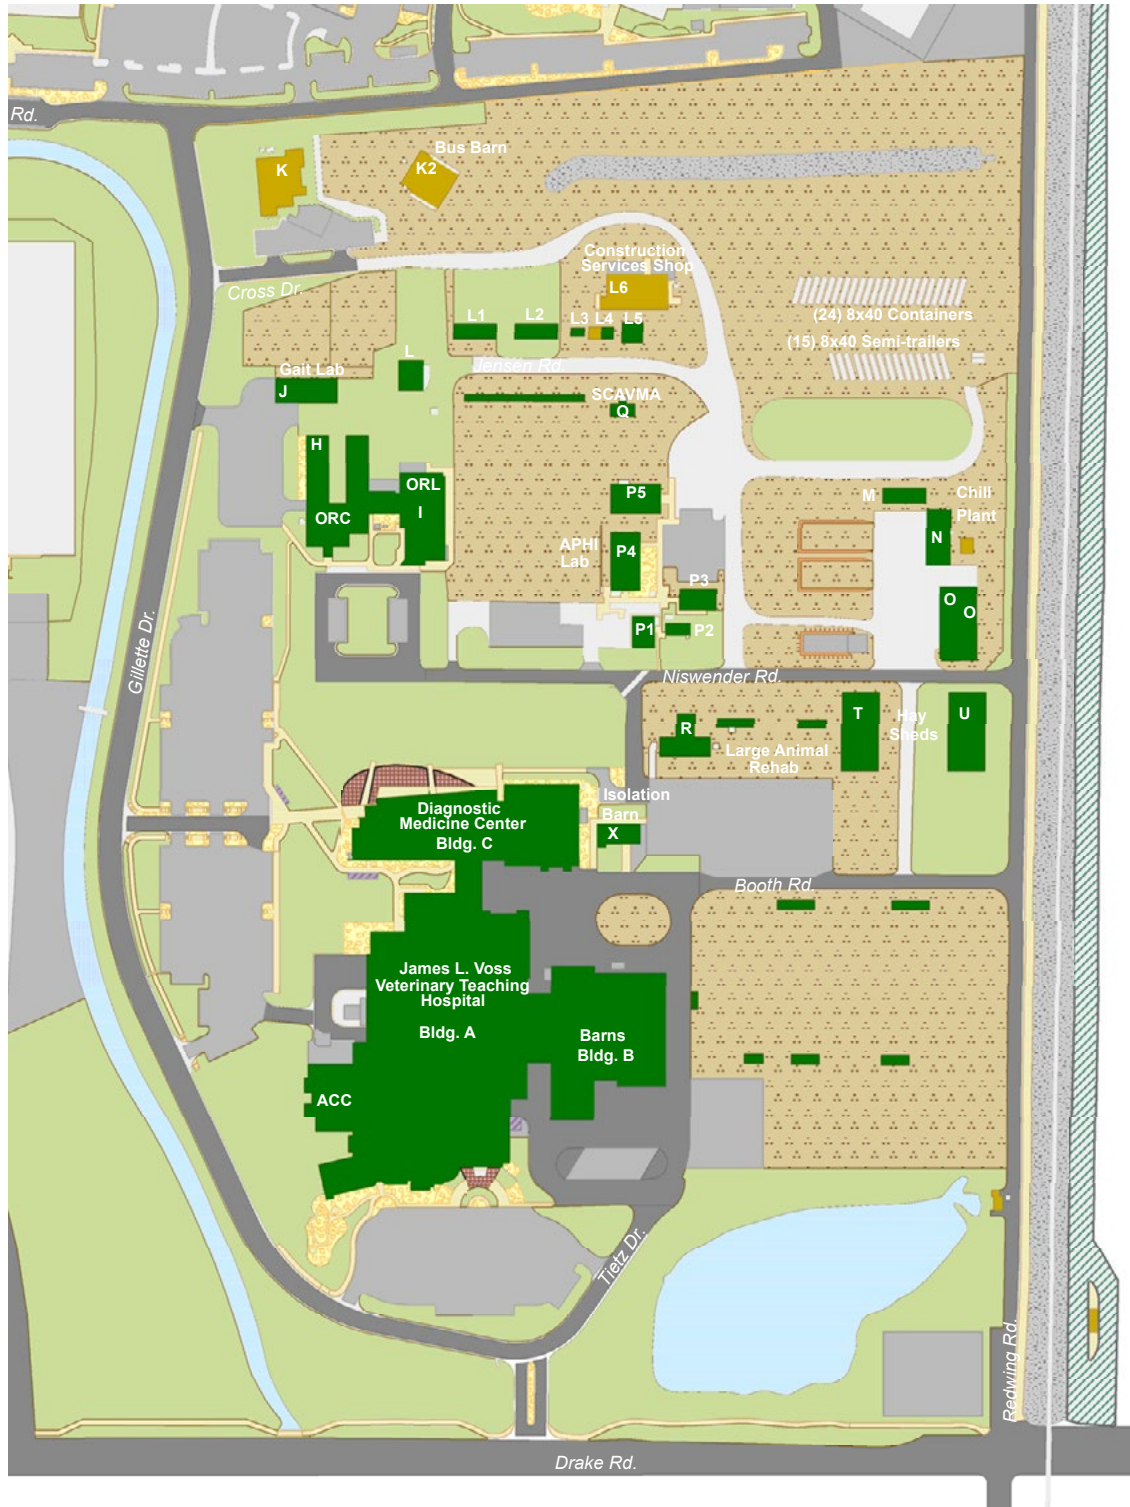 Rd.
K
Bus Barn
K2
Construction
Services Shop
L6
Cross Dr.
(24) 8x40 Containers
L1
L2
L3
L4
L5
(15) 8x40 Semi-trailers
L
Jensen Rd.
Gait Lab
J
SCAVMA
Q
H
ORL
I
ORC
P5
M
Chill
Plant
N
APHI
Lab
P4
P3
O
O
P1
P2
Gillette Dr.
Niswender Rd.
R
T
Hay
Sheds
U
Large Animal
Rehab
Isolation
Barn
X
Diagnostic
Medicine Center
Bldg. C
Booth Rd.
James L. Voss
Veterinary Teaching
Hospital
Bldg. A
Barns
Bldg. B
ACC
Tietz Dr.
Redwing Rd.
Drake Rd.